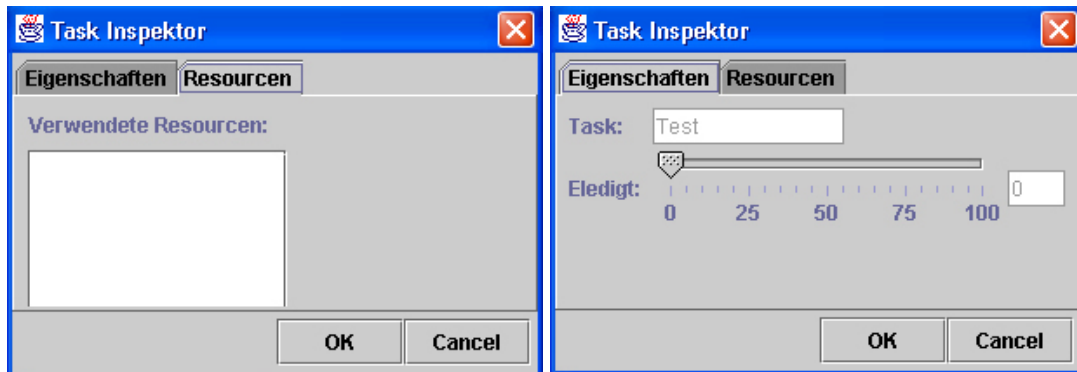 Task Inspektor
Eigenschaften Resourcen
Verwendete Resourcen:
OK Cancel
Task Inspektor
Eigenschaften Resourcen
Task: Test
Eledigt: 0
0 25 50 75 100
OK Cancel